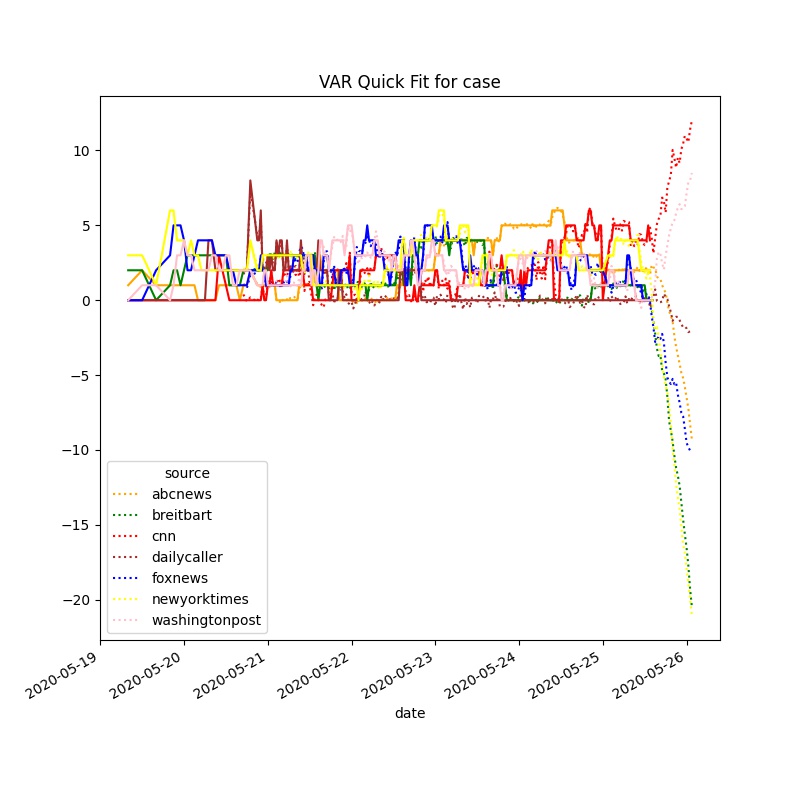 VAR Quick Fit for case
10
5
0
−5
−10
−15
−20
source
abcnews
breitbart
cnn
dailycaller
foxnews
newyorktimes
washingtonpost
2020-05-19
2020-05-20
2020-05-21
2020-05-22
2020-05-23
2020-05-24
2020-05-25
2020-05-26
date